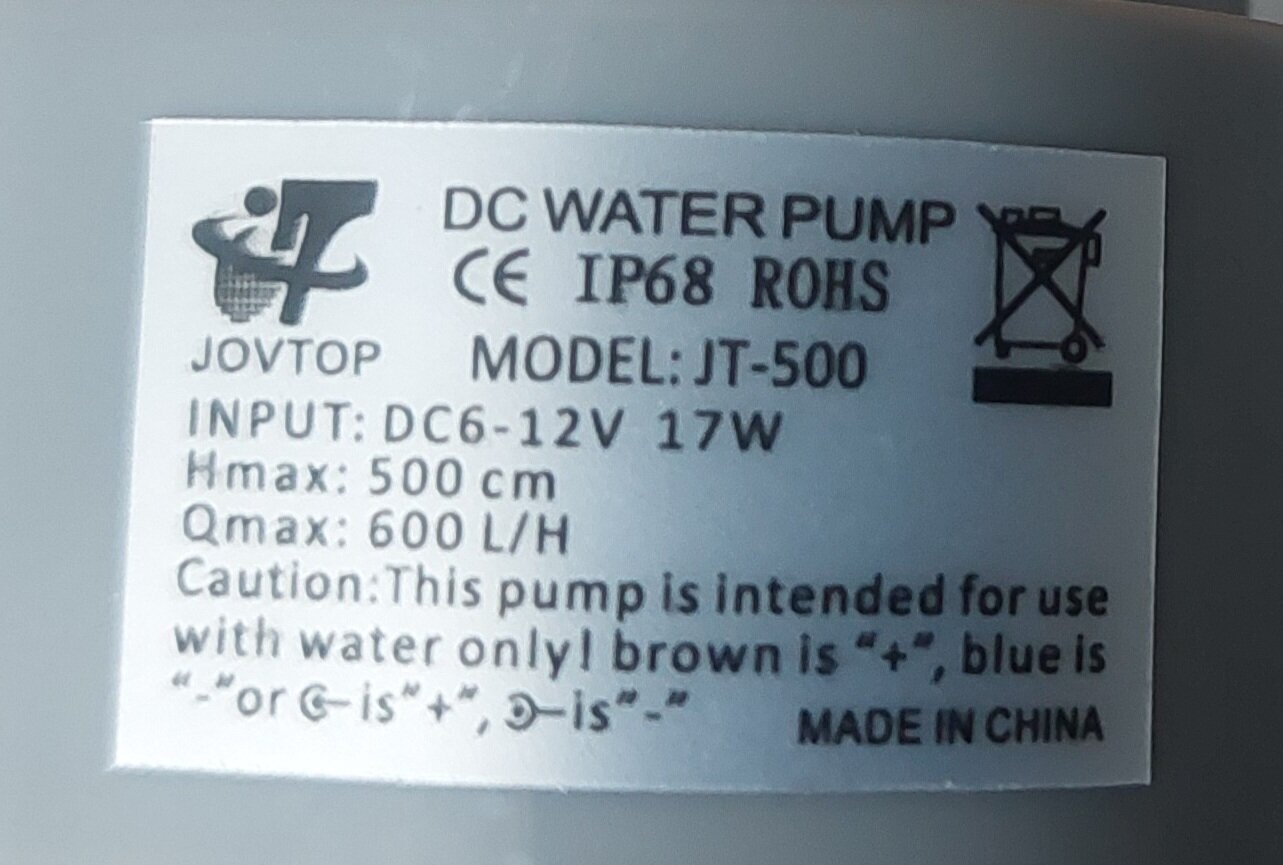 DC WATER PUMP
CE IP68 ROHS
JOVTOP MODEL: JT-500
INPUT: DC6-12V 17W
Hmax: 500 cm
Qmax: 600 L/H
Caution:This pump is intended for use
with water only! brown is "+", blue is
"-"or is"+", is"-"
MADE IN CHINA